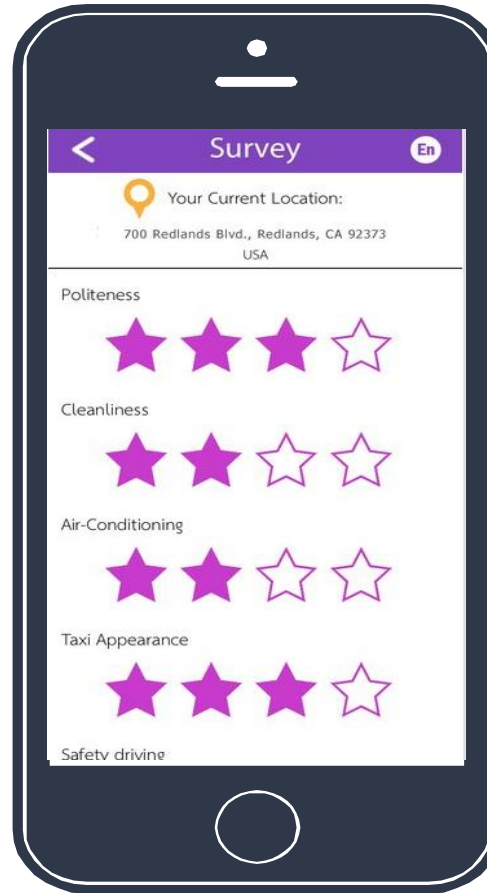 Survey
En
Your Current Location:
700 Redlands Blvd., Redlands, CA 92373
USA
Politeness
Cleanliness
Air-Conditioning
Taxi Appearance
Safety driving